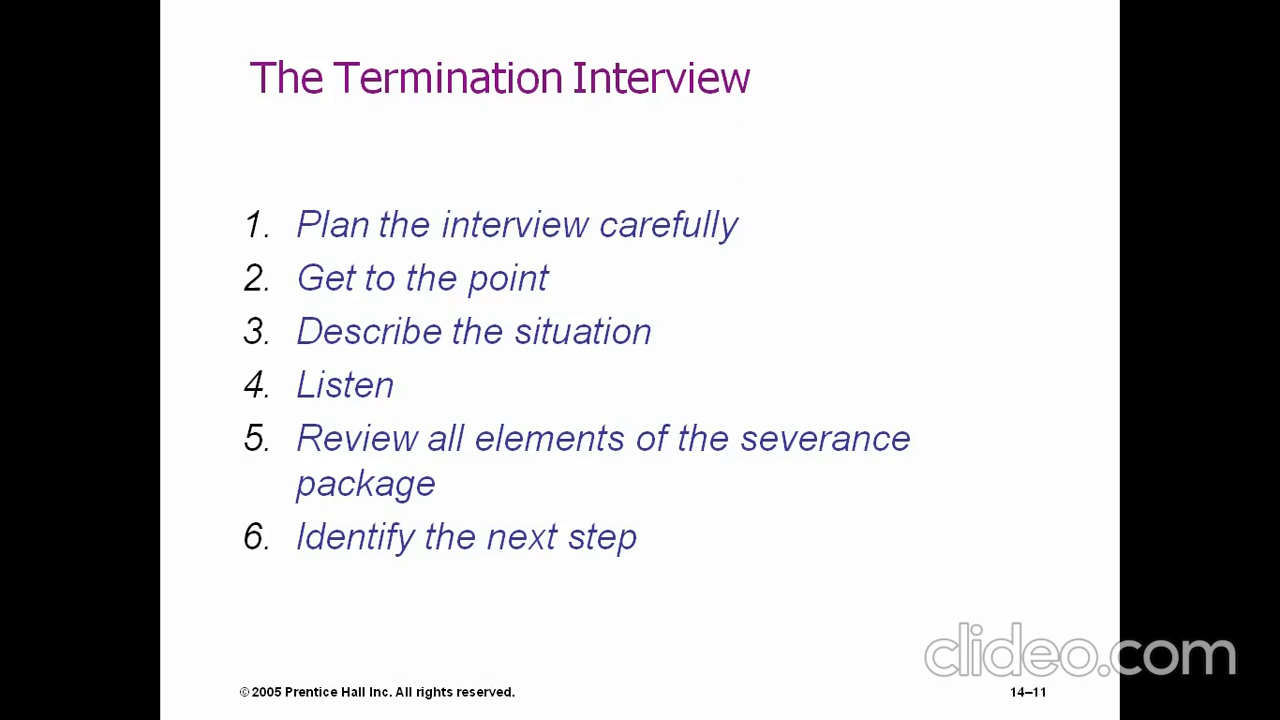 The Termination Interview
1. Plan the interview carefully
2. Get to the point
3. Describe the situation
4. Listen
5. Review all elements of the severance
package
6. Identify the next step
clideo.com
© 2005 Prentice Hall Inc. All rights reserved.
14–11